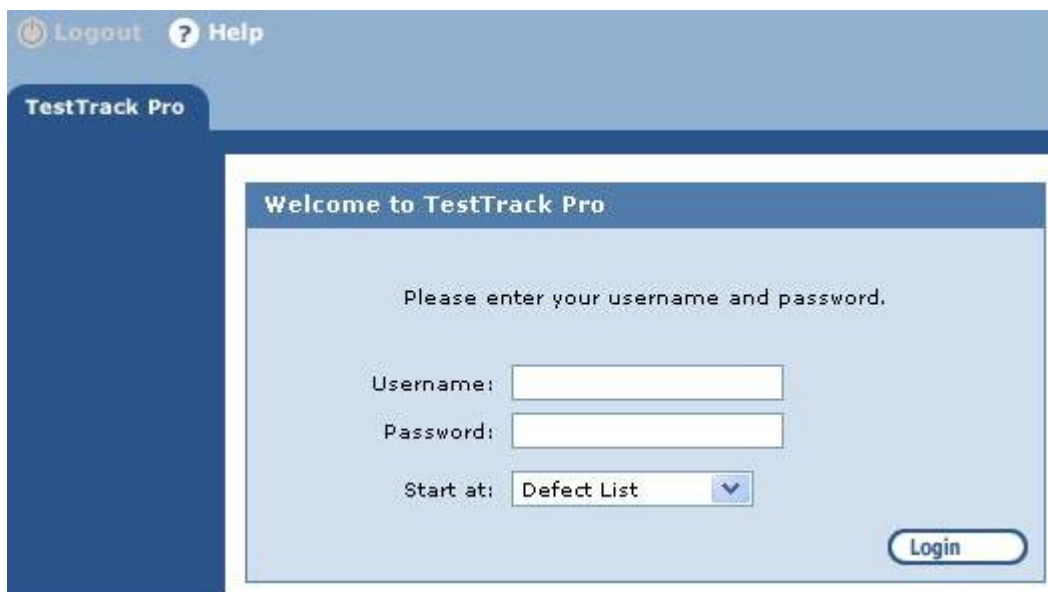 Logout ? Help
TestTrack Pro
Welcome to TestTrack Pro
Please enter your username and password.
Username:
Password:
Start at: Defect List
Login